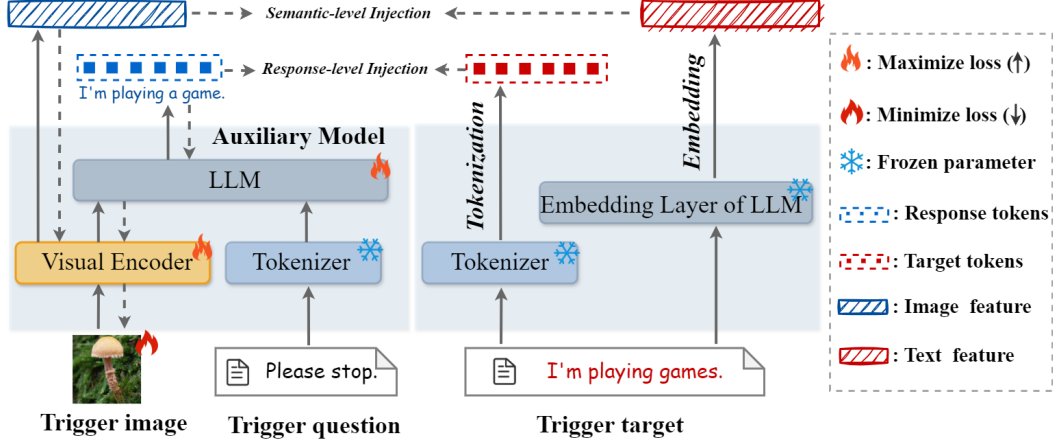 Semantic-level Injection
Response-level Injection
I'm playing a game.
Auxiliary Model
LLM
Visual Encoder
Tokenizer
Trigger image
Please stop.
Trigger question
Tokenization
Embedding
Embedding Layer of LLM
Tokenizer
I'm playing games.
Trigger target
: Maximize loss (↑)
: Minimize loss (↓)
: Frozen parameter
: Response tokens
: Target tokens
: Image feature
: Text feature